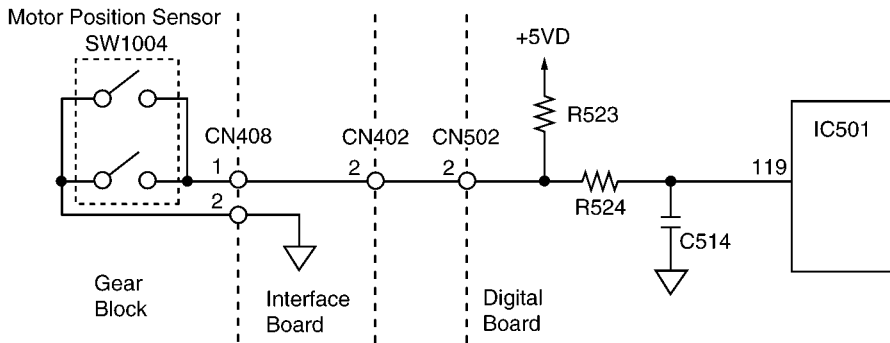 Motor Position Sensor
SW1004
+5VD
R523
IC501
CN408
CN402
CN502
1
2
2
119
R524
2
C514
Gear
Block
Interface
Board
Digital
Board